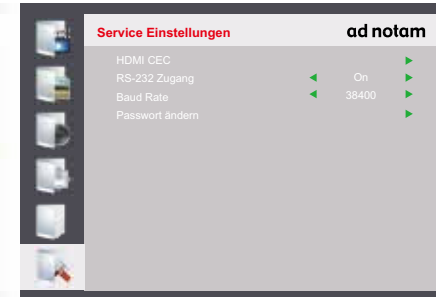 Service Einstellungen
ad notam
HDMI CEC
RS-232 Zugang On
Baud Rate 38400
Passwort ändern